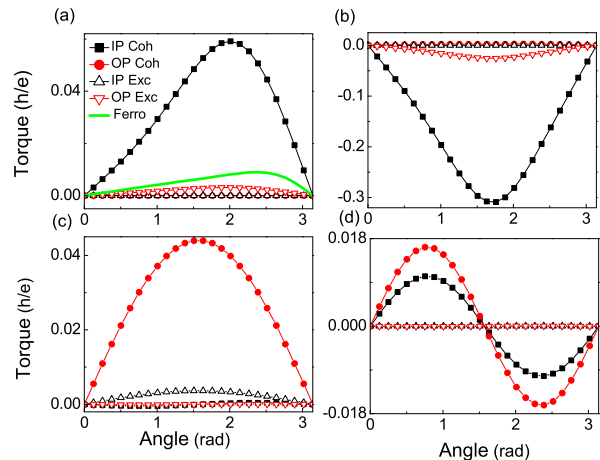 (a)
IP Coh
OP Coh
IP Exc
OP Exc
Ferro
0.04
0.00
Torque (h/e)
0 1 2 3
(b)
0.0
-0.1
-0.2
-0.3
0 1 2 3
(c)
0.04
0.02
0.00
Torque (h/e)
0 1 2 3
Angle (rad)
(d)
0.018
0.000
-0.018
0 1 2 3
Angle (rad)